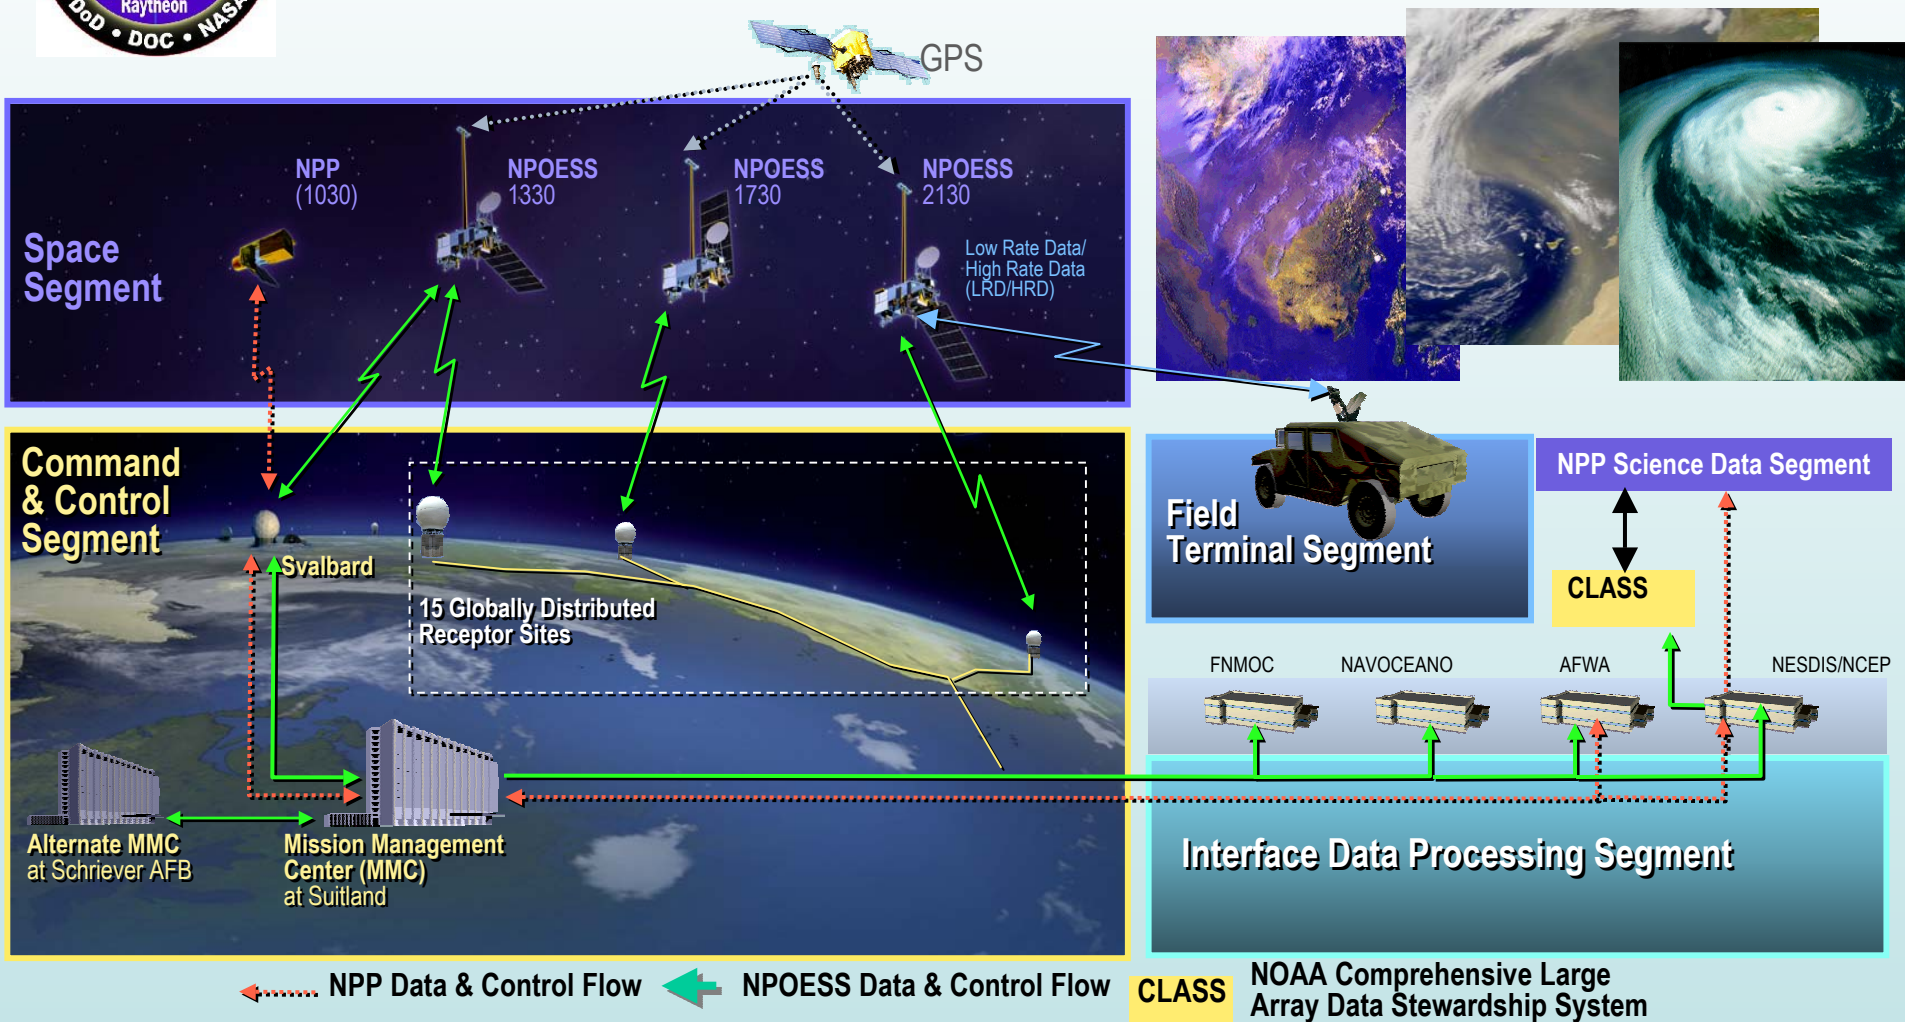 Raytheon
DoD • DOC • NASA
GPS
NPP
(1030)
NPOESS
1330
NPOESS
1730
NPOESS
2130
Space
Segment
Low Rate Data/
High Rate Data
(LRD/HRD)
Command
& Control
Segment
Svalbard
15 Globally Distributed
Receptor Sites
Alternate MMC
at Schriever AFB
Mission Management
Center (MMC)
at Suitland
Field
Terminal Segment
NPP Science Data Segment
CLASS
FNMOC
NAVOCEANO
AFWA
NESDIS/NCEP
Interface Data Processing Segment
NPP Data & Control Flow
NPOESS Data & Control Flow
CLASS
NOAA Comprehensive Large
Array Data Stewardship System